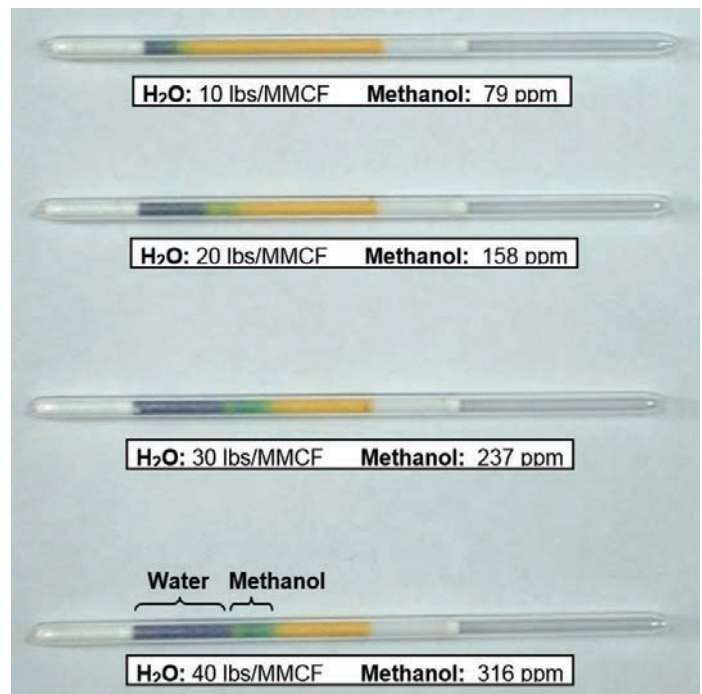 H₂O: 10 lbs/MMCF Methanol: 79 ppm
H₂O: 20 lbs/MMCF Methanol: 158 ppm
H₂O: 30 lbs/MMCF Methanol: 237 ppm
Water Methanol
H₂O: 40 lbs/MMCF Methanol: 316 ppm